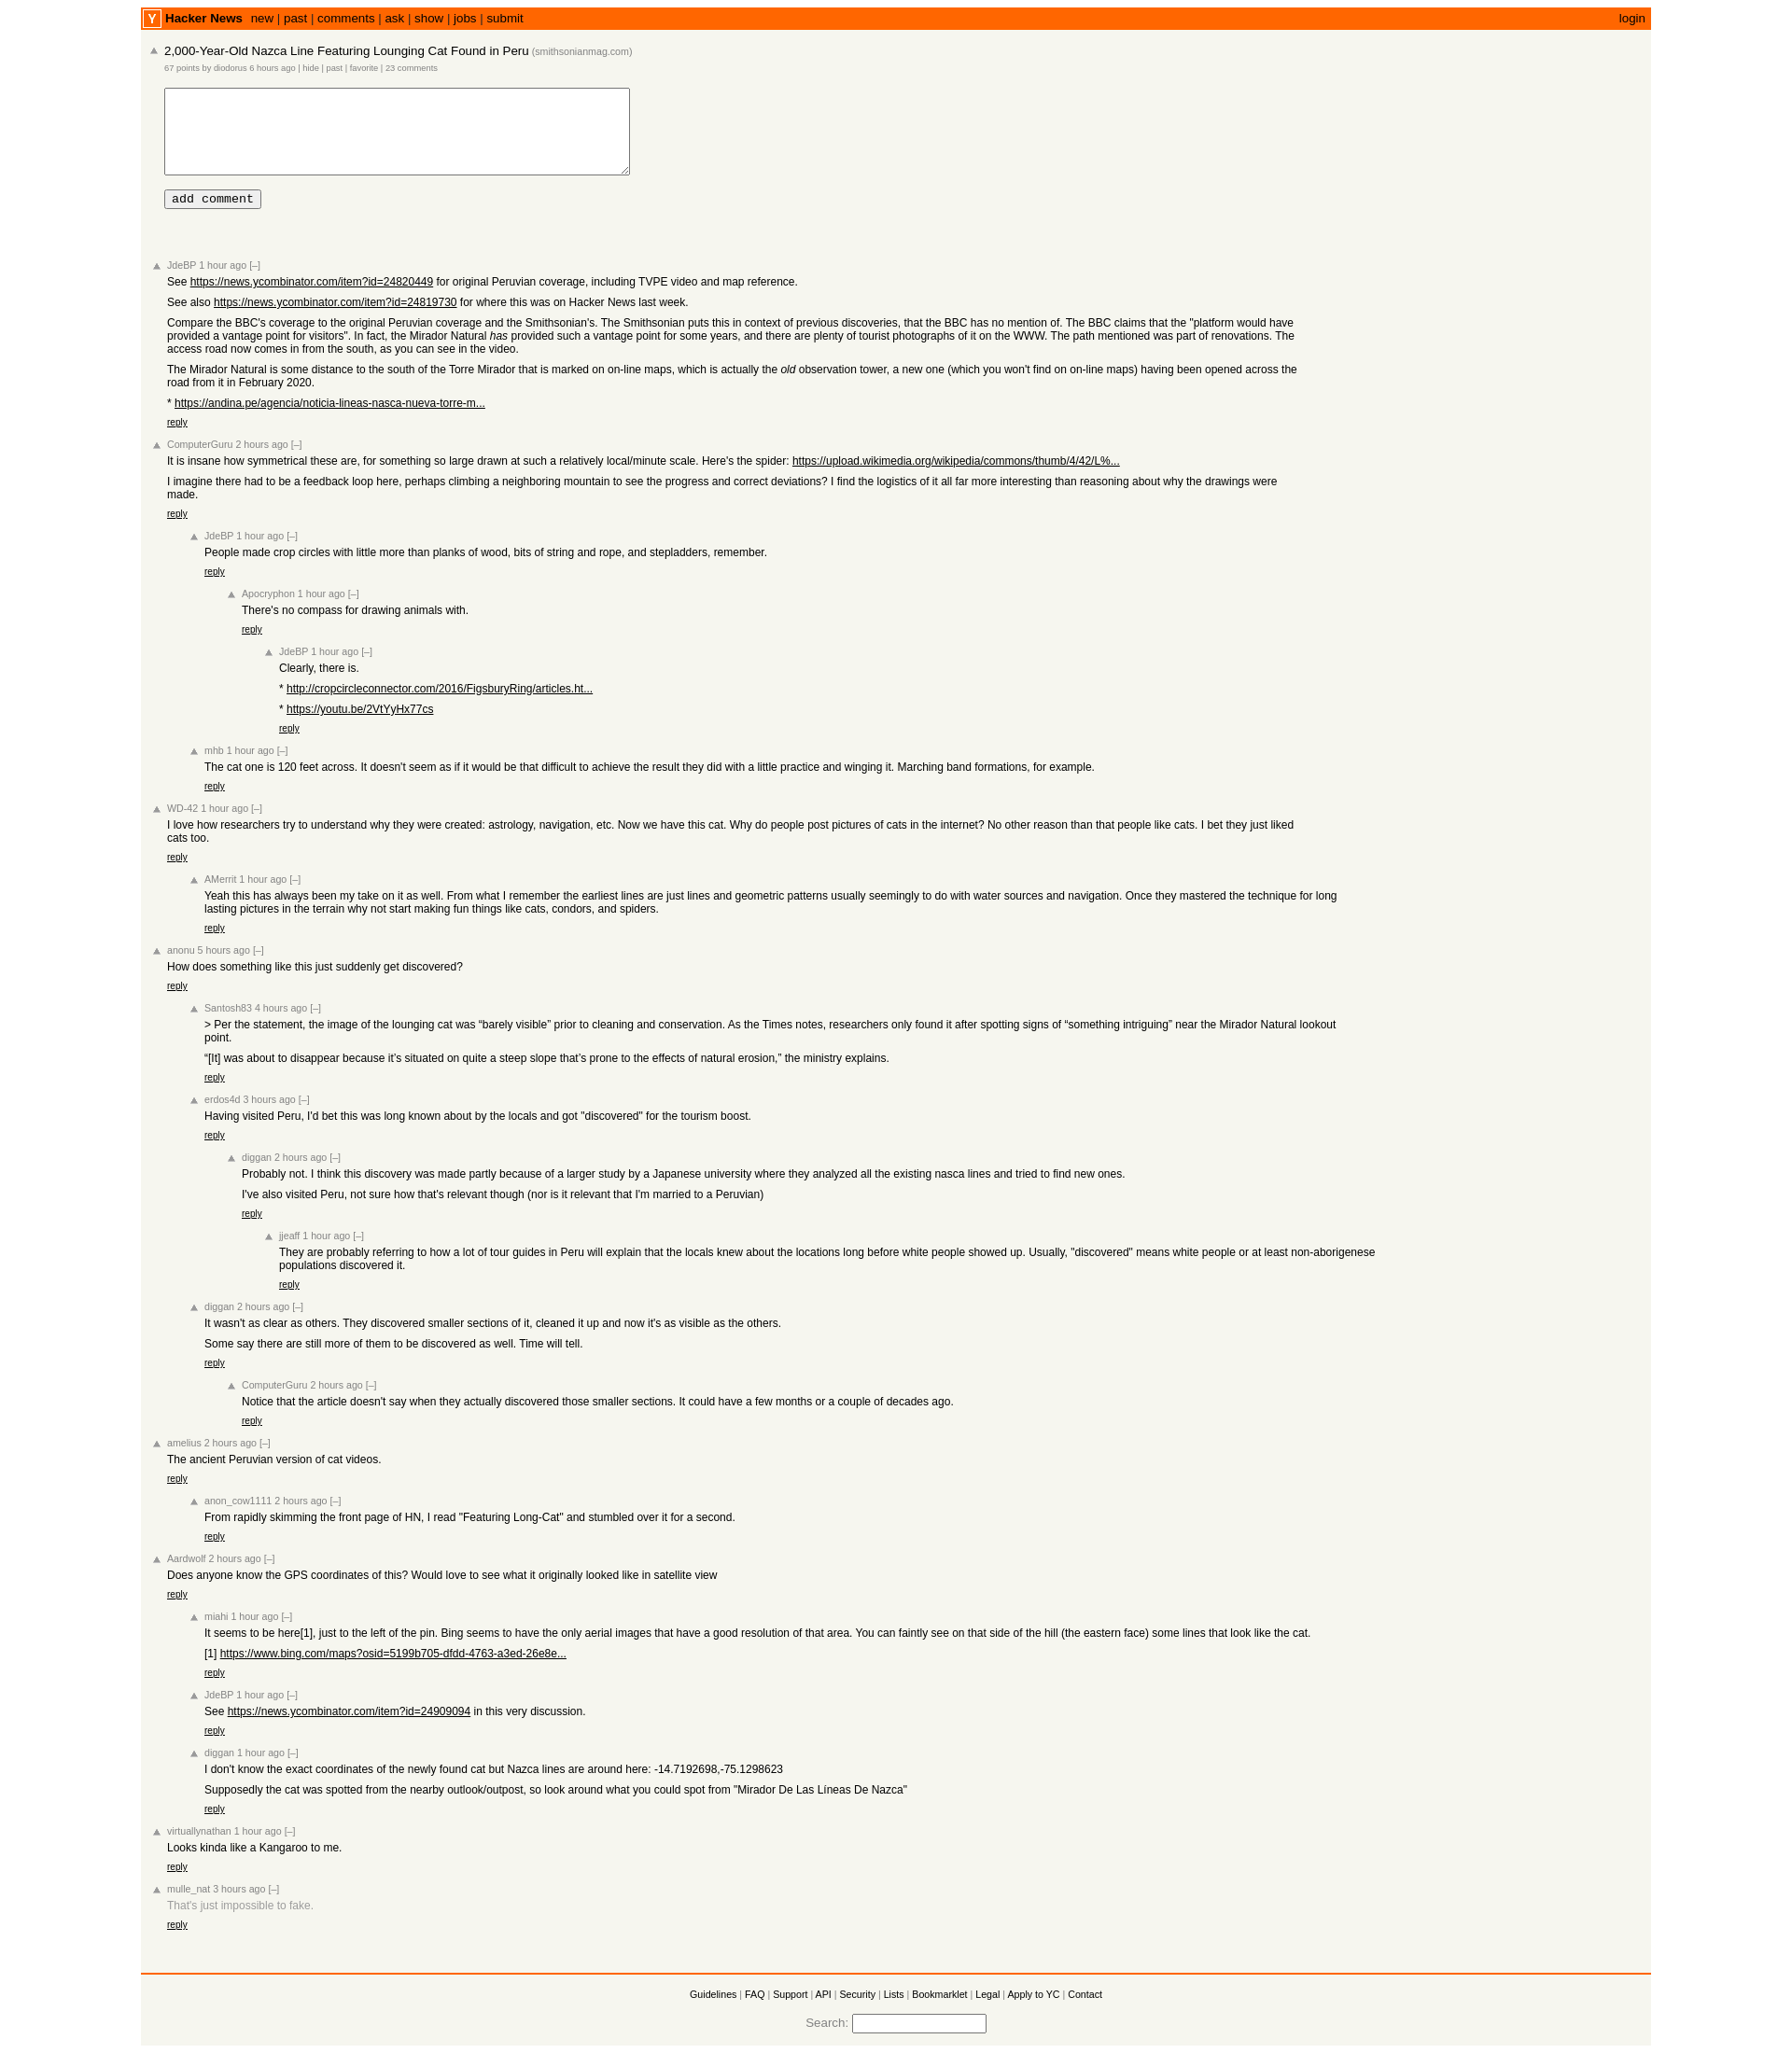 Y Hacker News new | past | comments | ask | show | jobs | submit login
2,000-Year-Old Nazca Line Featuring Lounging Cat Found in Peru (smithsonianmag.com)
67 points by diodorus 6 hours ago | hide | past | favorite | 23 comments
add comment
JdeBP 1 hour ago [–]
See https://news.ycombinator.com/item?id=24820449 for original Peruvian coverage, including TVPE video and map reference.
See also https://news.ycombinator.com/item?id=24819730 for where this was on Hacker News last week.
Compare the BBC's coverage to the original Peruvian coverage and the Smithsonian's. The Smithsonian puts this in context of previous discoveries, that the BBC has no mention of. The BBC claims that the "platform would have
provided a vantage point for visitors". In fact, the Mirador Natural has provided such a vantage point for some years, and there are plenty of tourist photographs of it on the WWW. The path mentioned was part of renovations. The
access road now comes in from the south, as you can see in the video.
The Mirador Natural is some distance to the south of the Torre Mirador that is marked on on-line maps, which is actually the old observation tower, a new one (which you won't find on on-line maps) having been opened across the
road from it in February 2020.
* https://andina.pe/agencia/noticia-lineas-nasca-nueva-torre-m...
reply
ComputerGuru 2 hours ago [–]
It is insane how symmetrical these are, for something so large drawn at such a relatively local/minute scale. Here's the spider: https://upload.wikimedia.org/wikipedia/commons/thumb/4/42/L%...
I imagine there had to be a feedback loop here, perhaps climbing a neighboring mountain to see the progress and correct deviations? I find the logistics of it all far more interesting than reasoning about why the drawings were
made.
reply
JdeBP 1 hour ago [–]
People made crop circles with little more than planks of wood, bits of string and rope, and stepladders, remember.
reply
Apocryphon 1 hour ago [–]
There's no compass for drawing animals with.
reply
JdeBP 1 hour ago [–]
Clearly, there is.
* http://cropcircleconnector.com/2016/FigsburyRing/articles.ht...
* https://youtu.be/2VtYyHx77cs
reply
mhb 1 hour ago [–]
The cat one is 120 feet across. It doesn't seem as if it would be that difficult to achieve the result they did with a little practice and winging it. Marching band formations, for example.
reply
WD-42 1 hour ago [–]
I love how researchers try to understand why they were created: astrology, navigation, etc. Now we have this cat. Why do people post pictures of cats in the internet? No other reason than that people like cats. I bet they just liked
cats too.
reply
AMerrit 1 hour ago [–]
Yeah this has always been my take on it as well. From what I remember the earliest lines are just lines and geometric patterns usually seemingly to do with water sources and navigation. Once they mastered the technique for long
lasting pictures in the terrain why not start making fun things like cats, condors, and spiders.
reply
anonu 5 hours ago [–]
How does something like this just suddenly get discovered?
reply
Santosh83 4 hours ago [–]
> Per the statement, the image of the lounging cat was “barely visible” prior to cleaning and conservation. As the Times notes, researchers only found it after spotting signs of “something intriguing” near the Mirador Natural lookout
point.
“[It] was about to disappear because it’s situated on quite a steep slope that’s prone to the effects of natural erosion,” the ministry explains.
reply
erdos4d 3 hours ago [–]
Having visited Peru, I'd bet this was long known about by the locals and got "discovered" for the tourism boost.
reply
diggan 2 hours ago [–]
Probably not. I think this discovery was made partly because of a larger study by a Japanese university where they analyzed all the existing nasca lines and tried to find new ones.
I've also visited Peru, not sure how that's relevant though (nor is it relevant that I'm married to a Peruvian)
reply
jjeaff 1 hour ago [–]
They are probably referring to how a lot of tour guides in Peru will explain that the locals knew about the locations long before white people showed up. Usually, "discovered" means white people or at least non-aborigenese
populations discovered it.
reply
diggan 2 hours ago [–]
It wasn't as clear as others. They discovered smaller sections of it, cleaned it up and now it's as visible as the others.
Some say there are still more of them to be discovered as well. Time will tell.
reply
ComputerGuru 2 hours ago [–]
Notice that the article doesn't say when they actually discovered those smaller sections. It could have a few months or a couple of decades ago.
reply
amelius 2 hours ago [–]
The ancient Peruvian version of cat videos.
reply
anon_cow1111 2 hours ago [–]
From rapidly skimming the front page of HN, I read "Featuring Long-Cat" and stumbled over it for a second.
reply
Aardwolf 2 hours ago [–]
Does anyone know the GPS coordinates of this? Would love to see what it originally looked like in satellite view
reply
miahi 1 hour ago [–]
It seems to be here[1], just to the left of the pin. Bing seems to have the only aerial images that have a good resolution of that area. You can faintly see on that side of the hill (the eastern face) some lines that look like the cat.
[1] https://www.bing.com/maps?osid=5199b705-dfdd-4763-a3ed-26e8e...
reply
JdeBP 1 hour ago [–]
See https://news.ycombinator.com/item?id=24909094 in this very discussion.
reply
diggan 1 hour ago [–]
I don't know the exact coordinates of the newly found cat but Nazca lines are around here: -14.7192698,-75.1298623
Supposedly the cat was spotted from the nearby outlook/outpost, so look around what you could spot from "Mirador De Las Líneas De Nazca"
reply
virtuallynathan 1 hour ago [–]
Looks kinda like a Kangaroo to me.
reply
mulle_nat 3 hours ago [–]
That's just impossible to fake.
reply
Guidelines | FAQ | Support | API | Security | Lists | Bookmarklet | Legal | Apply to YC | Contact
Search: